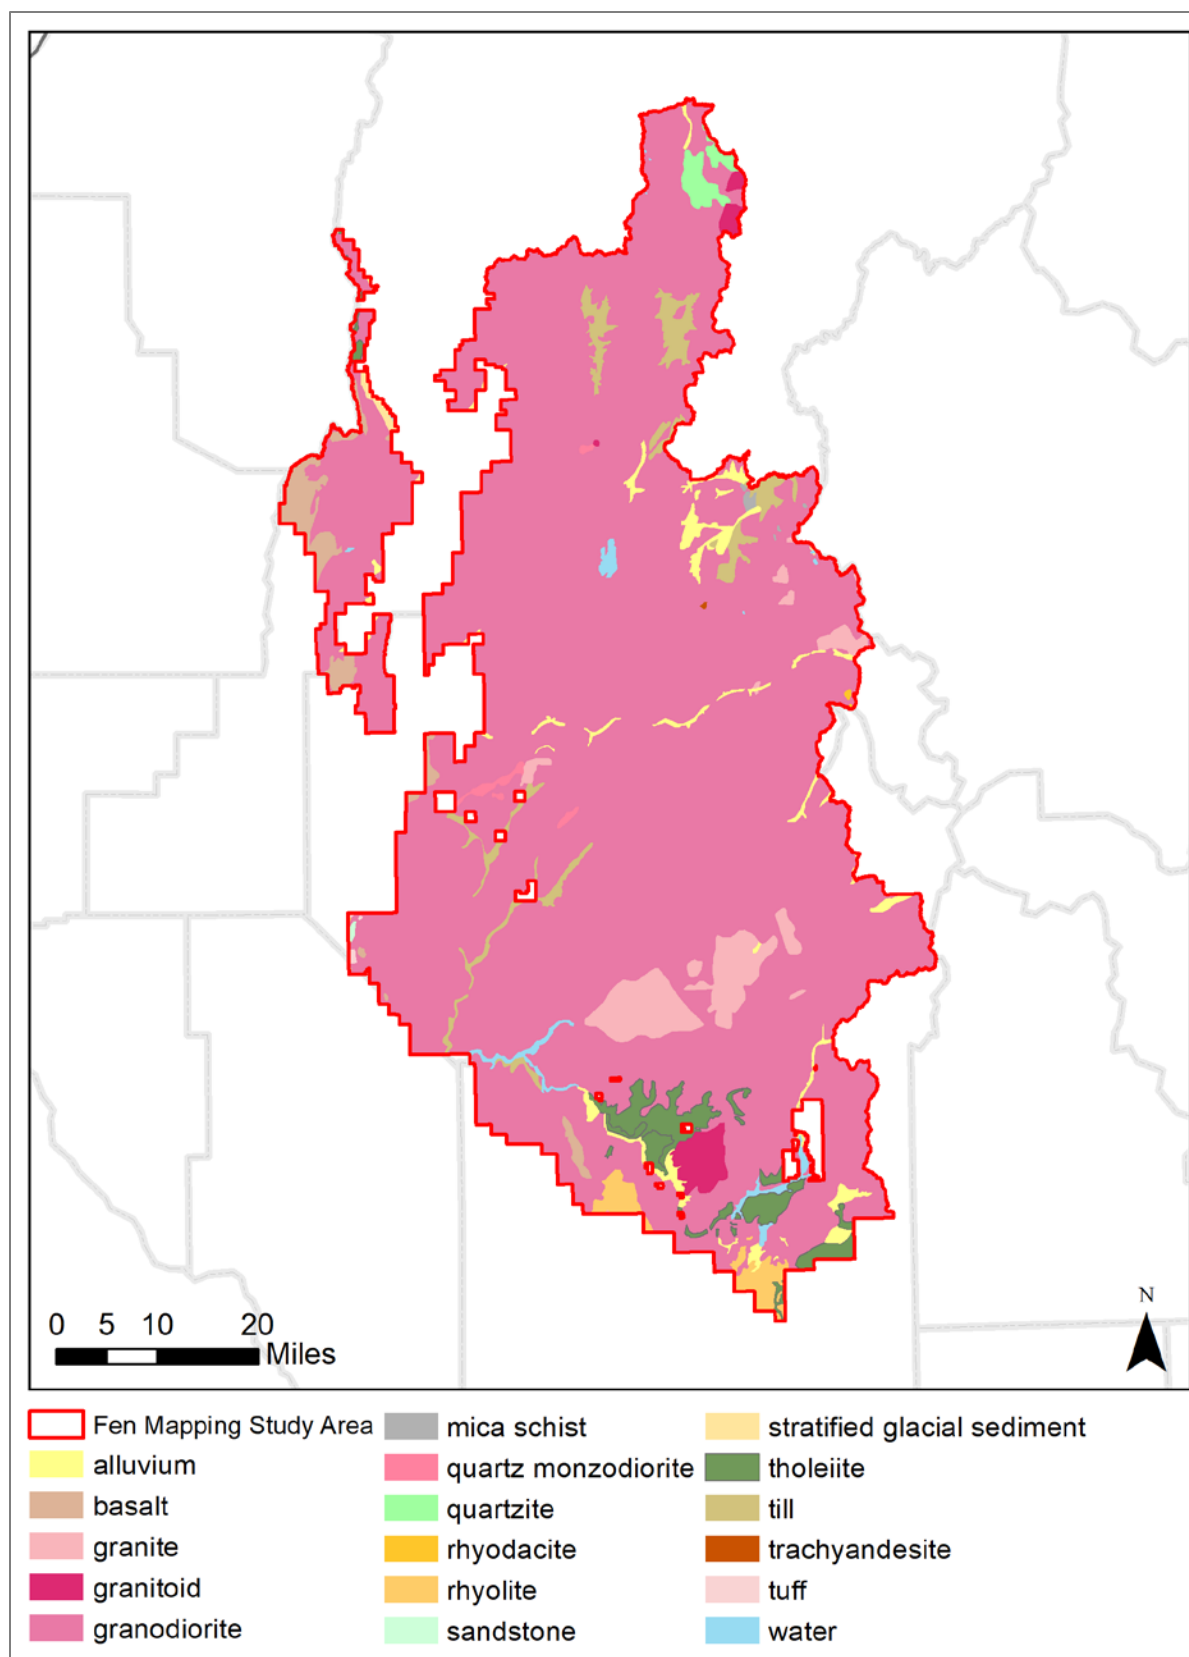 N
0 5 10 20
Miles
Fen Mapping Study Area
alluvium
basalt
granite
granitoid
granodiorite
mica schist
quartz monzodiorite
quartzite
rhyodacite
rhyolite
sandstone
stratified glacial sediment
tholeiite
till
trachyandesite
tuff
water